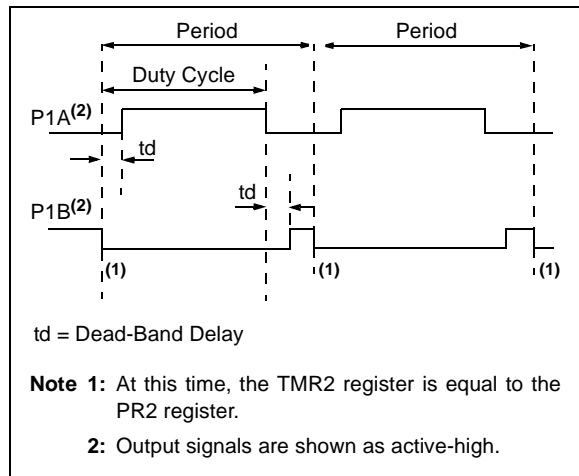 Period Period
Duty Cycle
P1A(2)
td
td
P1B(2)
(1) (1) (1)
td = Dead-Band Delay
Note 1: At this time, the TMR2 register is equal to the
PR2 register.
2: Output signals are shown as active-high.